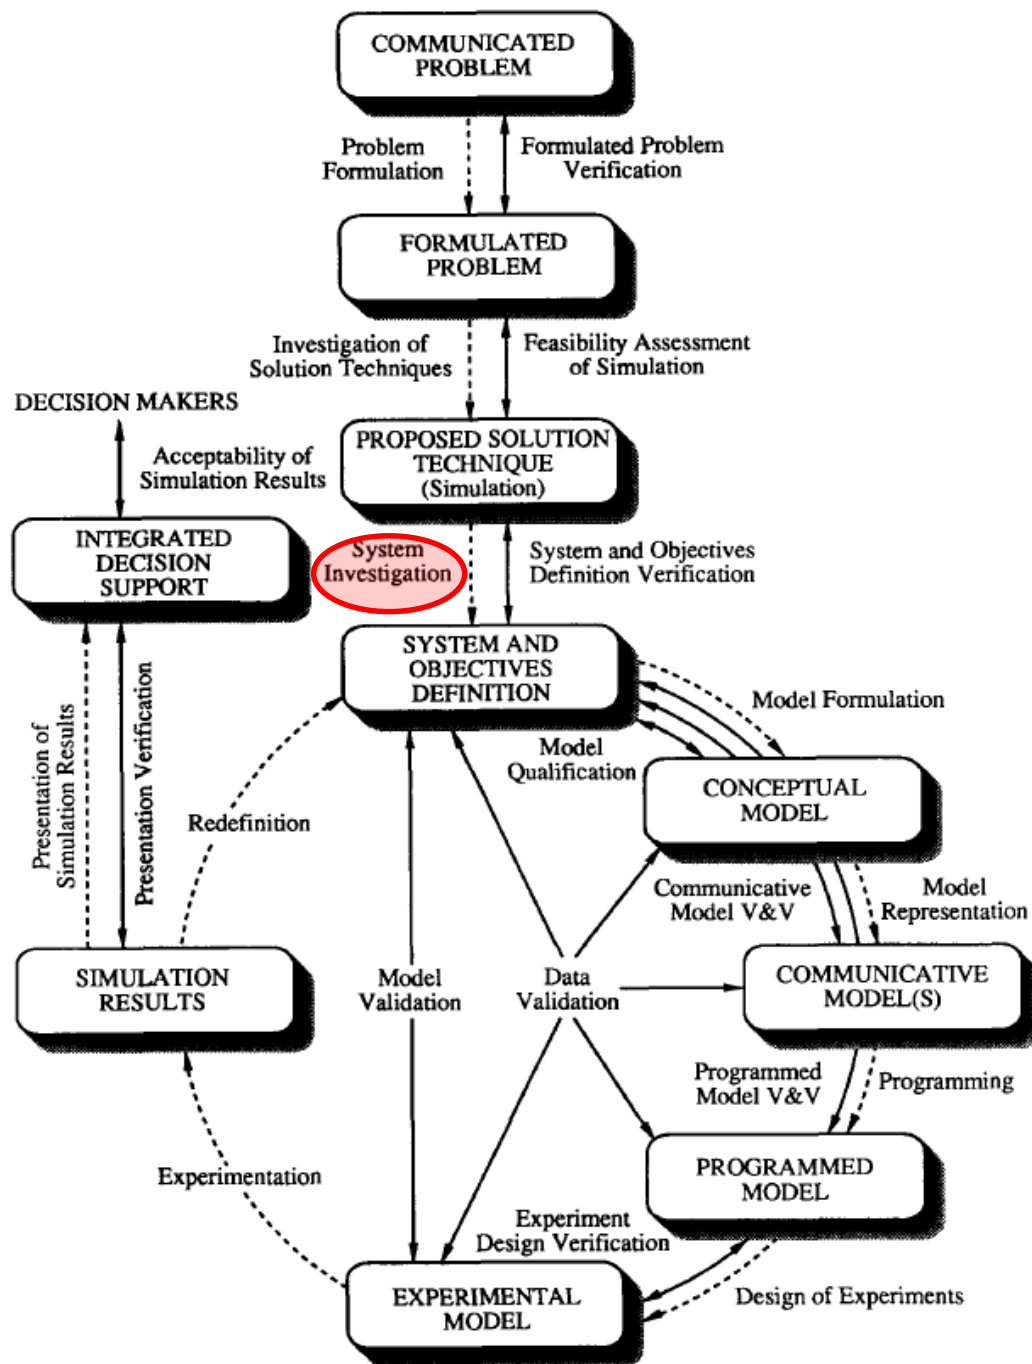 COMMUNICATED
PROBLEM
Problem
Formulation
Formulated Problem
Verification
FORMULATED
PROBLEM
Investigation of
Solution Techniques
Feasibility Assessment
of Simulation
DECISION MAKERS
Acceptability of
Simulation Results
PROPOSED SOLUTION
TECHNIQUE
(Simulation)
INTEGRATED
DECISION
SUPPORT
System
Investigation
System and Objectives
Definition Verification
SYSTEM AND
OBJECTIVES
DEFINITION
Model Formulation
Model
Qualification
CONCEPTUAL
MODEL
Presentation of
Simulation Results
Presentation Verification
Redefinition
Communicative
Model V&V
Model
Representation
SIMULATION
RESULTS
Model
Validation
Data
Validation
COMMUNICATIVE
MODEL(S)
Programmed
Model V&V
Programming
PROGRAMMED
MODEL
Experimentation
Experiment
Design Verification
EXPERIMENTAL
MODEL
Design of Experiments